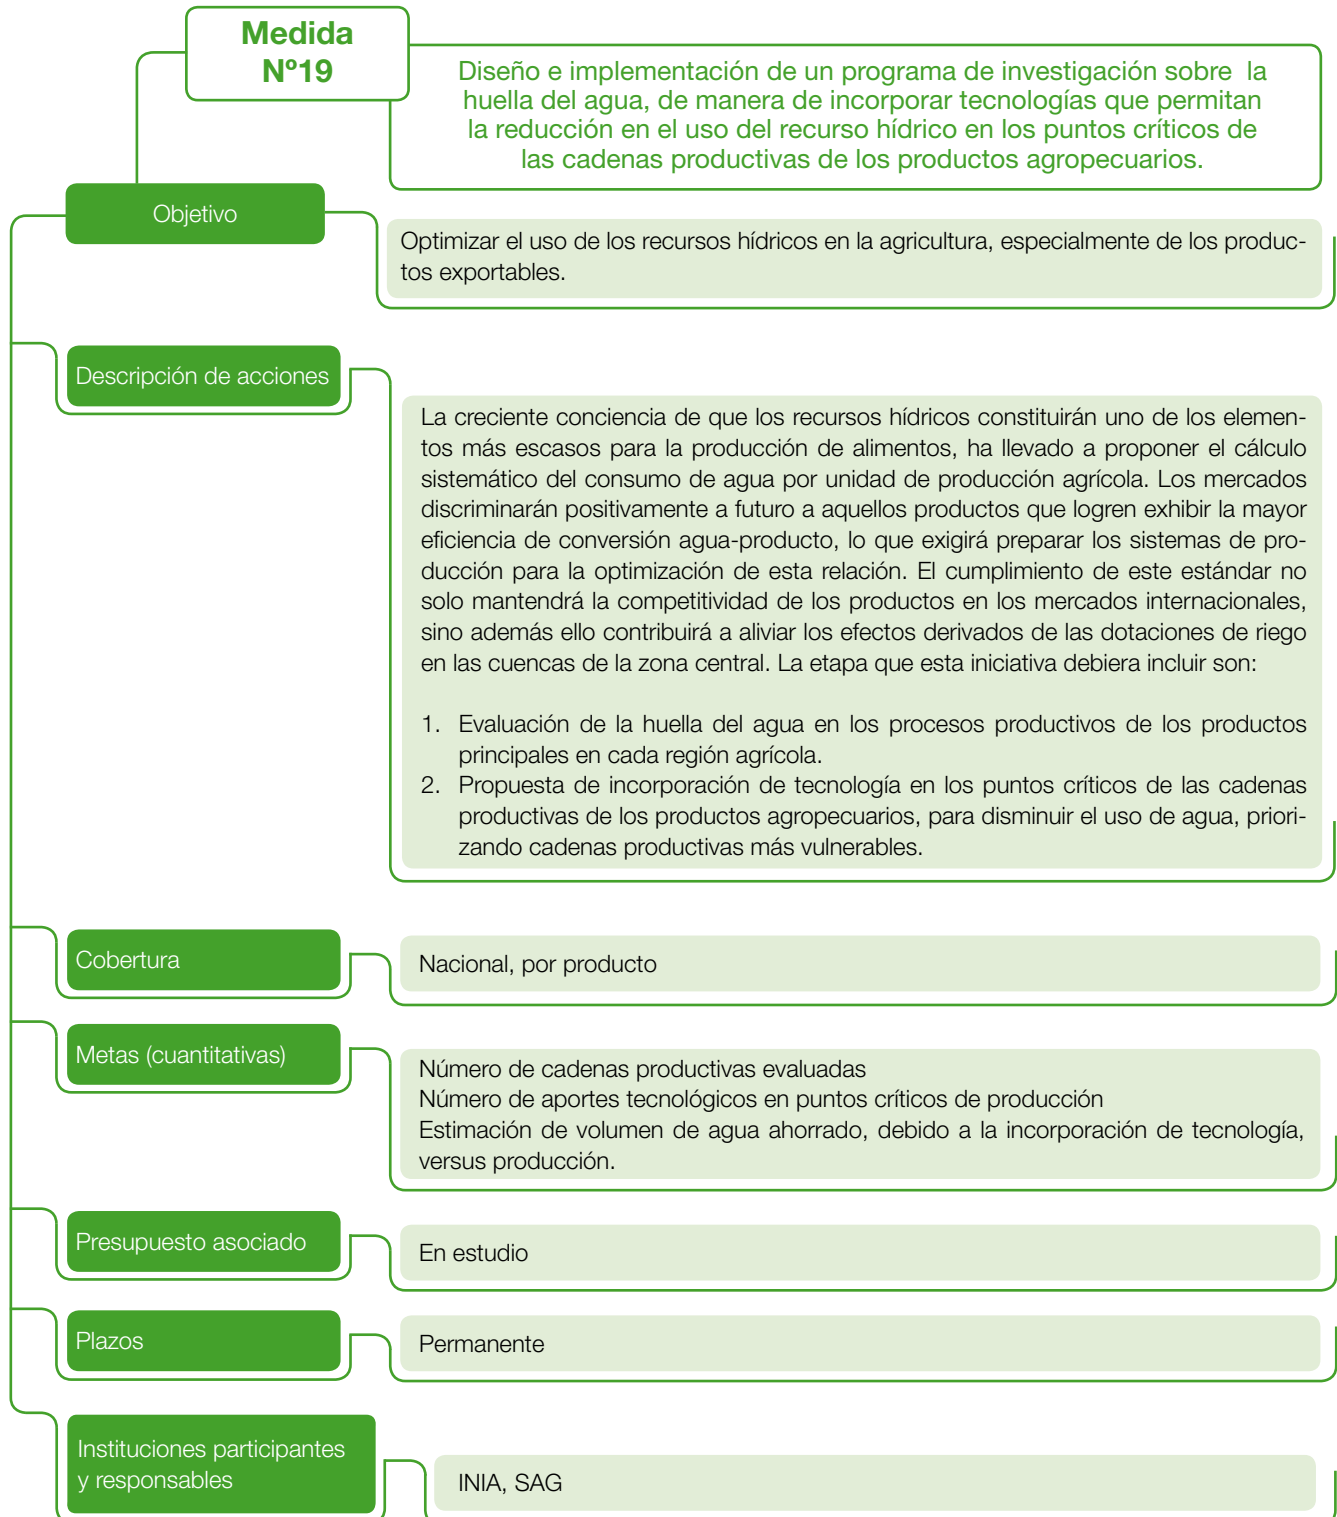 Medida
Nº19
Diseño e implementación de un programa de investigación sobre la
huella del agua, de manera de incorporar tecnologías que permitan
la reducción en el uso del recurso hídrico en los puntos críticos de
las cadenas productivas de los productos agropecuarios.
Objetivo
Optimizar el uso de los recursos hídricos en la agricultura, especialmente de los produc-
tos exportables.
Descripción de acciones
La creciente conciencia de que los recursos hídricos constituirán uno de los elemen-
tos más escasos para la producción de alimentos, ha llevado a proponer el cálculo
sistemático del consumo de agua por unidad de producción agrícola. Los mercados
discriminarán positivamente a futuro a aquellos productos que logren exhibir la mayor
eficiencia de conversión agua-producto, lo que exigirá preparar los sistemas de pro-
ducción para la optimización de esta relación. El cumplimiento de este estándar no
solo mantendrá la competitividad de los productos en los mercados internacionales,
sino además ello contribuirá a aliviar los efectos derivados de las dotaciones de riego
en las cuencas de la zona central. La etapa que esta iniciativa debiera incluir son:
1. Evaluación de la huella del agua en los procesos productivos de los productos
principales en cada región agrícola.
2. Propuesta de incorporación de tecnología en los puntos críticos de las cadenas
productivas de los productos agropecuarios, para disminuir el uso de agua, priori-
zando cadenas productivas más vulnerables.
Cobertura
Nacional, por producto
Metas (cuantitativas)
Número de cadenas productivas evaluadas
Número de aportes tecnológicos en puntos críticos de producción
Estimación de volumen de agua ahorrado, debido a la incorporación de tecnología,
versus producción.
Presupuesto asociado
En estudio
Plazos
Permanente
Instituciones participantes
y responsables
INIA, SAG